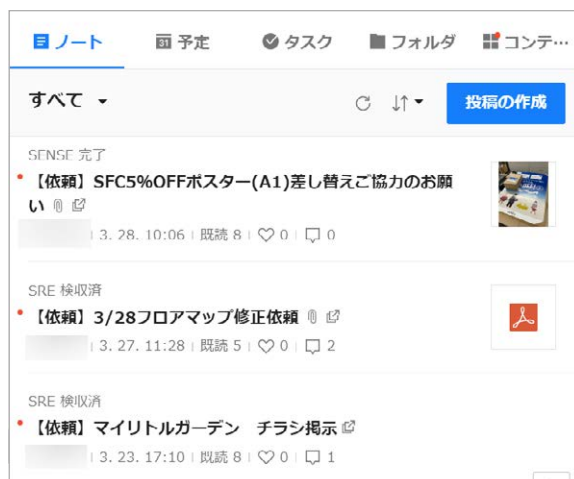 ノート 31 予定 タスク フォルダ コンテ…
すべて 投稿の作成
SENSE 完了
【依頼】SFC5%OFFポスター(A1)差し替えご協力のお願
い
3. 28. 10:06 既読 8 0 0
SRE 検収済
【依頼】3/28フロアマップ修正依頼
3. 27. 11:28 既読 5 0 2
SRE 検収済
【依頼】マイリトルガーデン　チラシ掲示
3. 23. 17:10 既読 8 0 1